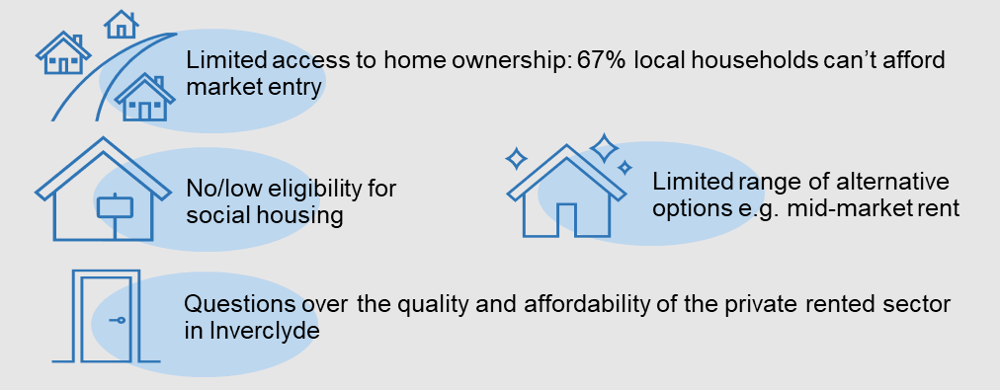 Limited access to home ownership: 67% local households can’t afford
market entry
No/low eligibility for
social housing
Limited range of alternative
options e.g. mid-market rent
Questions over the quality and affordability of the private rented sector
in Inverclyde